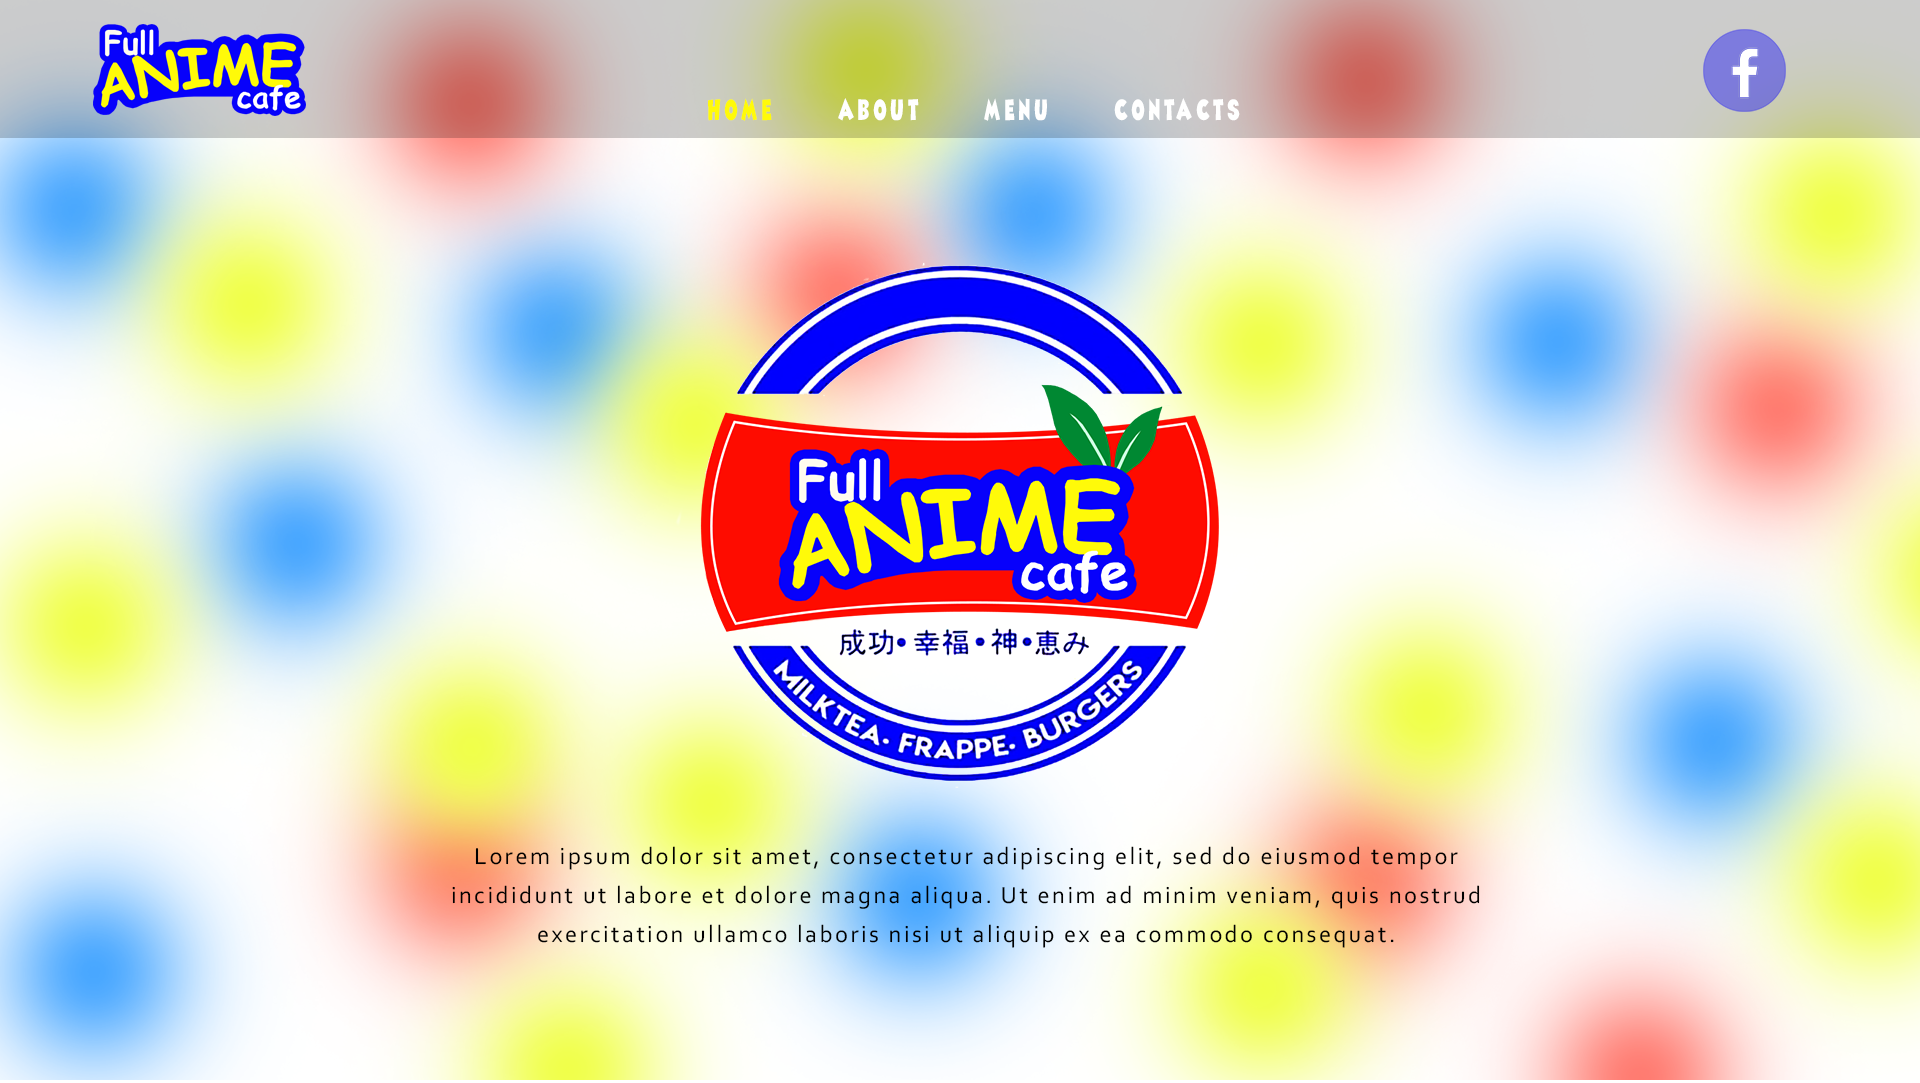 Full
ANIME
cafe
HOME ABOUT MENU CONTACTS
f
Full
ANIME
cafe
成功• 幸福 • 神 • 恵み
MILKTEA• FRAPPE• BURGERS
Lorem ipsum dolor sit amet, consectetur adipiscing elit, sed do eiusmod tempor
incididunt ut labore et dolore magna aliqua. Ut enim ad minim veniam, quis nostrud
exercitation ullamco laboris nisi ut aliquip ex ea commodo consequat.